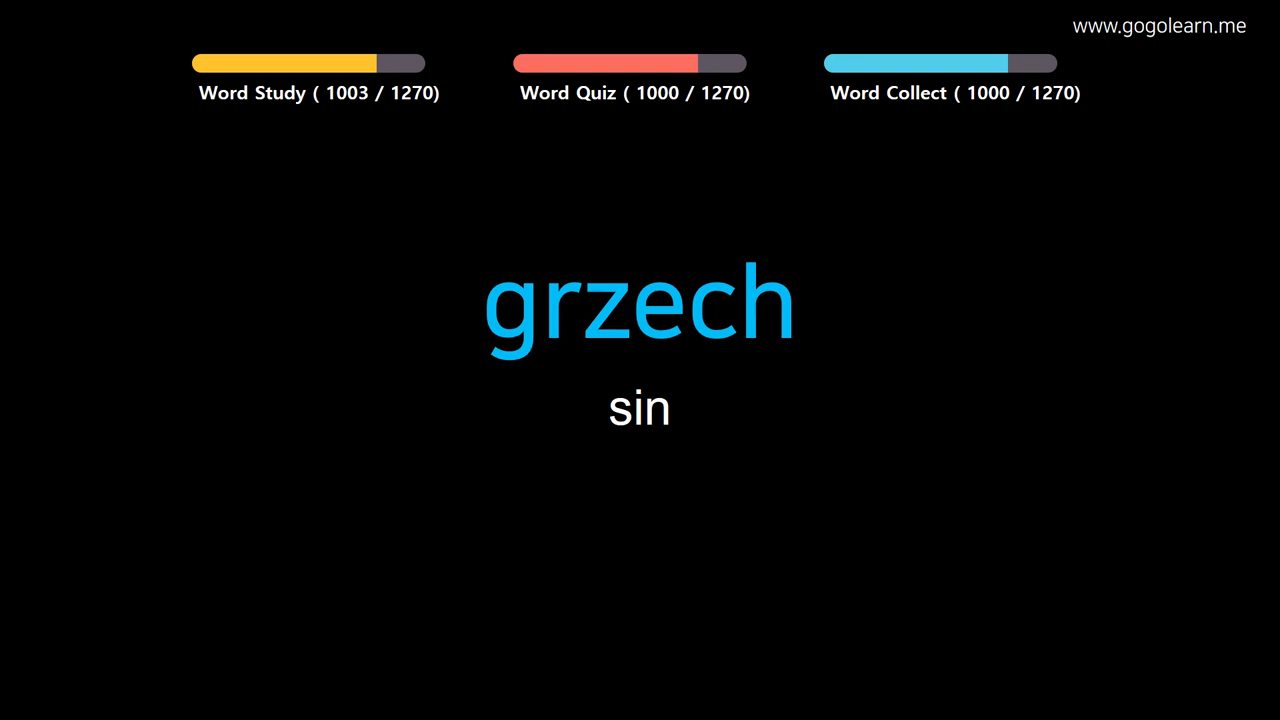 www.gogolearn.me
Word Study ( 1003 / 1270)
Word Quiz ( 1000 / 1270)
Word Collect ( 1000 / 1270)
grzech
sin